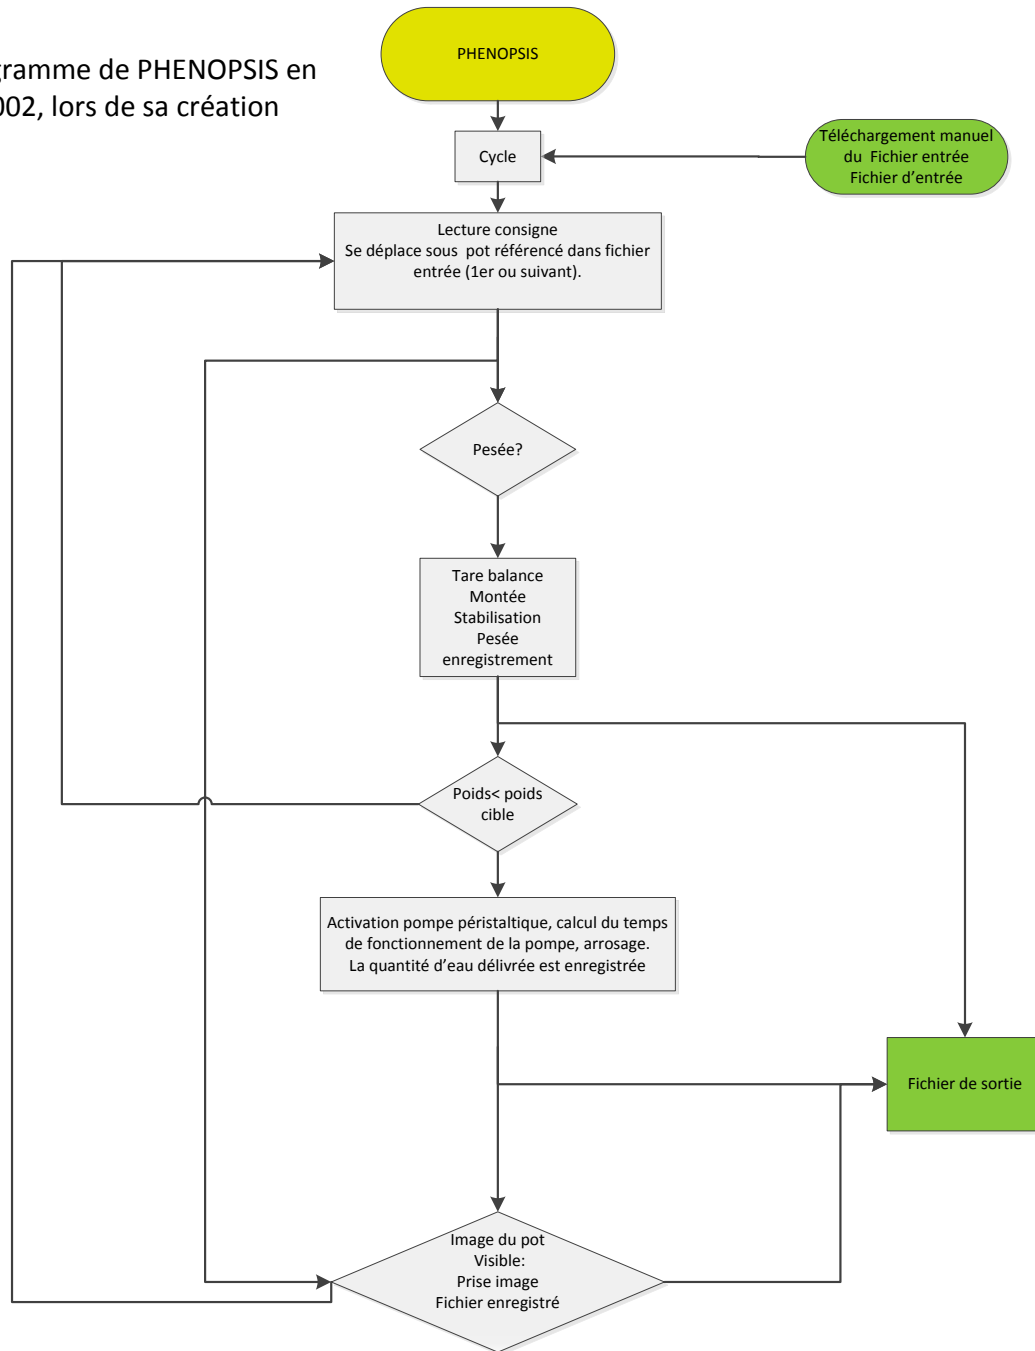 gramme de PHENOPSIS en
002, lors de sa création
PHENOPSIS
Cycle
Téléchargement manuel
du Fichier entrée
Fichier d'entrée
Lecture consigne
Se déplace sous pot référencé dans fichier
entrée (1er ou suivant).
Pesée?
Tare balance
Montée
Stabilisation
Pesée
enregistrement
Poids< poids
cible
Activation pompe péristaltique, calcul du temps
de fonctionnement de la pompe, arrosage.
La quantité d'eau délivrée est enregistrée
Fichier de sortie
Image du pot
Visible:
Prise image
Fichier enregistré